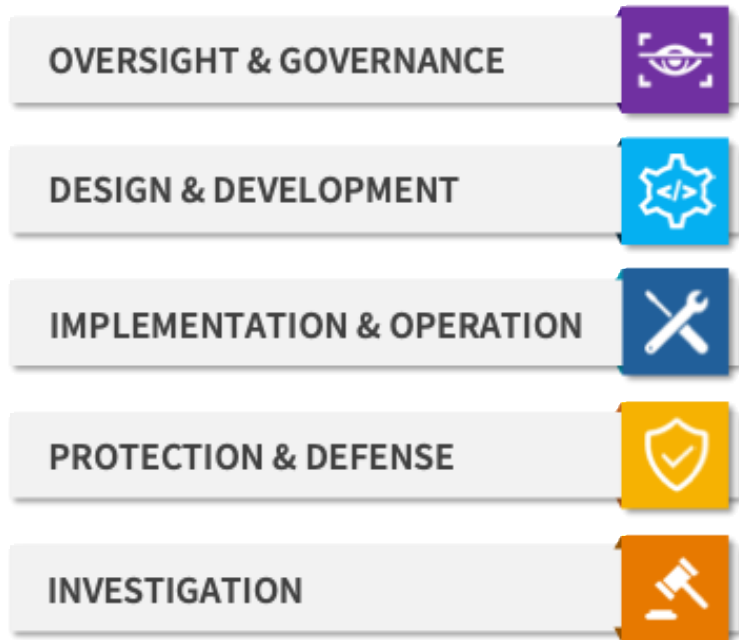 OVERSIGHT & GOVERNANCE
DESIGN & DEVELOPMENT
</>
IMPLEMENTATION & OPERATION
PROTECTION & DEFENSE
INVESTIGATION